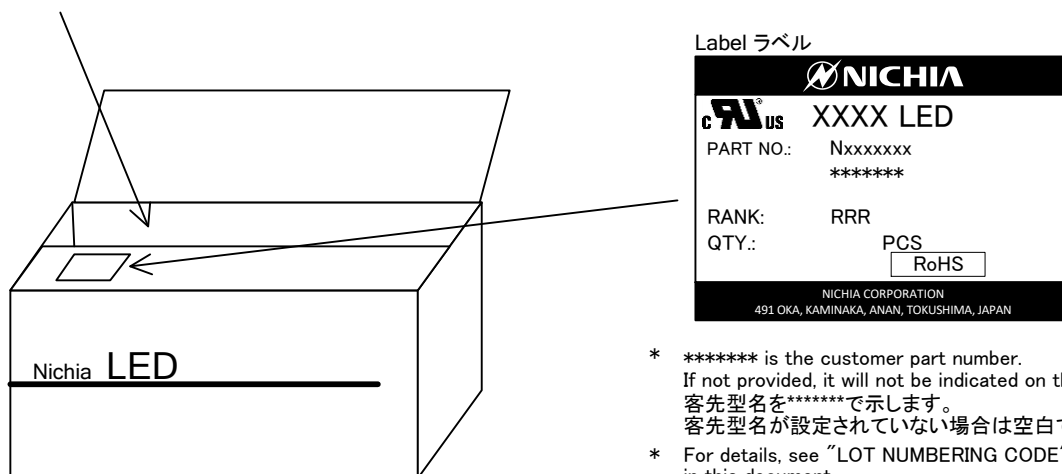 Label ラベル
NICHIA
c RU ® US XXXX LED
PART NO.: Nxxxxxxx
*******
RANK: RRR
QTY.: PCS
RoHS
NICHIA CORPORATION
491 OKA, KAMINAKA, ANAN, TOKUSHIMA, JAPAN
Nichia LED
* ******* is the customer part number.
If not provided, it will not be indicated on
客先型名を*******で示します。
客先型名が設定されていない場合は空白
* For details, see "LOT NUMBERING CODE"
in this document